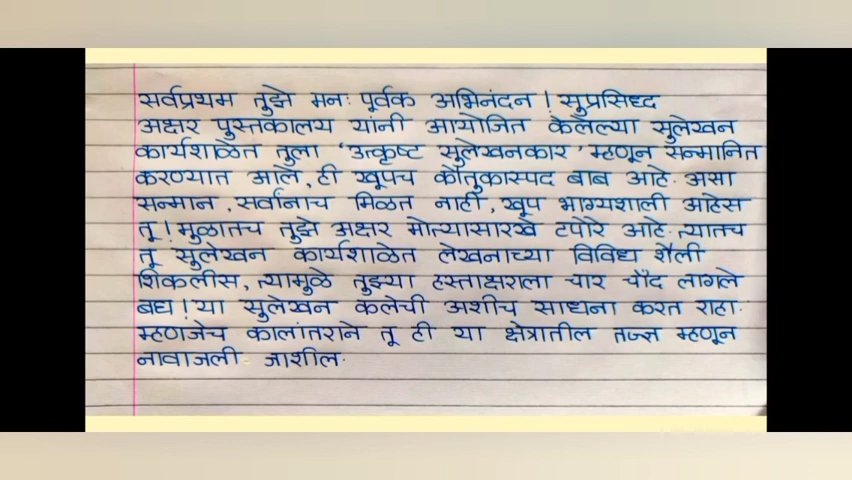 सर्वप्रथम तुझे मनः पूर्वक अभिनंदन ! सुप्रसिद्ध
अक्षर पुस्तकालय यांनी आयोजित केलेल्या सुलेखन
कार्यशाळेत तुला 'उत्कृष्ट सुलेखनकार' म्हणून सन्मानित
करण्यात आले, ही खूपच कौतुकास्पद बाब आहे. असा
सन्मान, सर्वांनाच मिळत नाही, खूप भाग्यशाली आहेस
तू ! मुळातच तुझे अक्षर मोत्यासारखे टपोरे आहे. त्यातच
तू सुलेखन कार्यशाळेत लेखनाच्या विविध शैली
शिकलीस, त्यामुळे तुझ्या हस्ताक्षराला चार चाँद लागले
बघ ! या सुलेखन कलेची अशीच साधना करत राहा.
म्हणजेच कालांतराने तू ही या क्षेत्रातील तज्ज्ञ म्हणून
नावाजली जाशील.